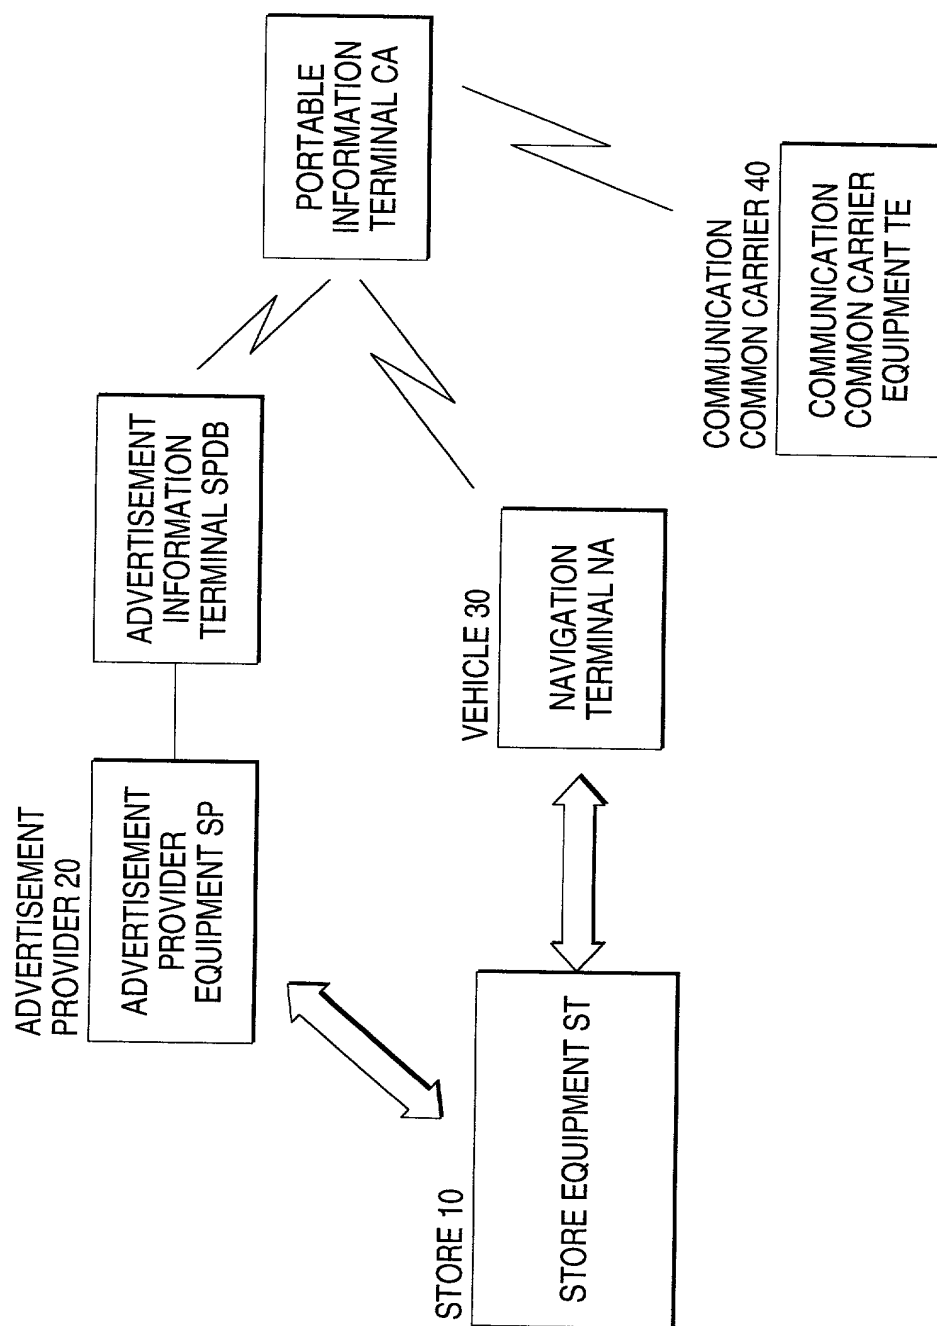 ADVERTISEMENT
PROVIDER 20
ADVERTISEMENT
PROVIDER
EQUIPMENT SP
ADVERTISEMENT
INFORMATION
TERMINAL SPDB
PORTABLE
INFORMATION
TERMINAL CA
STORE 10
STORE EQUIPMENT ST
VEHICLE 30
NAVIGATION
TERMINAL NA
COMMUNICATION
COMMON CARRIER 40
COMMUNICATION
COMMON CARRIER
EQUIPMENT TE